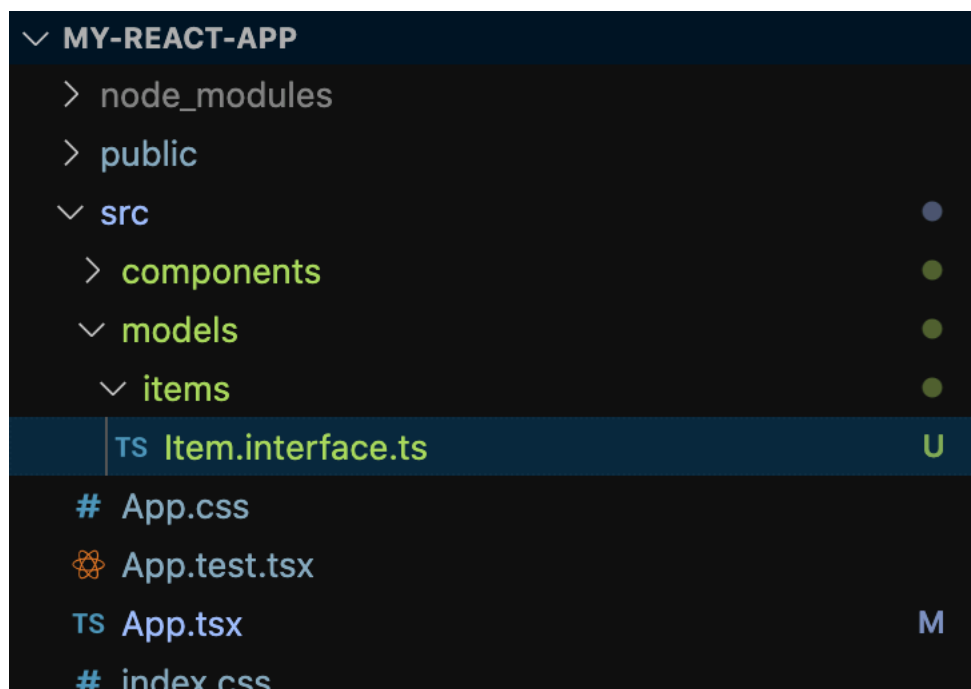 MY-REACT-APP
node_modules
public
src
components
models
items
TS Item.interface.ts U
# App.css
App.test.tsx
TS App.tsx M
# index.css